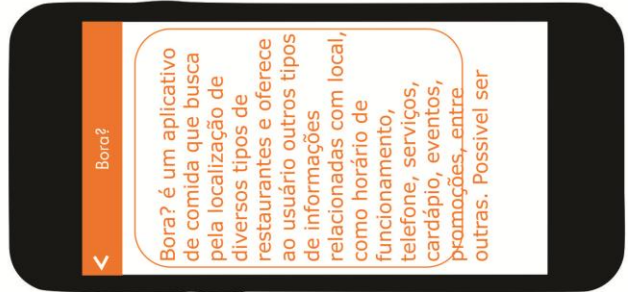 Bora?
Bora? é um aplicativo
de comida que busca
pela localização de
diversos tipos de
restaurantes e oferece
ao usuário outros tipos
de informações
relacionadas com local,
como horário de
funcionamento,
telefone, serviços,
cardápio, eventos,
promoções, entre
outras. Possivel ser